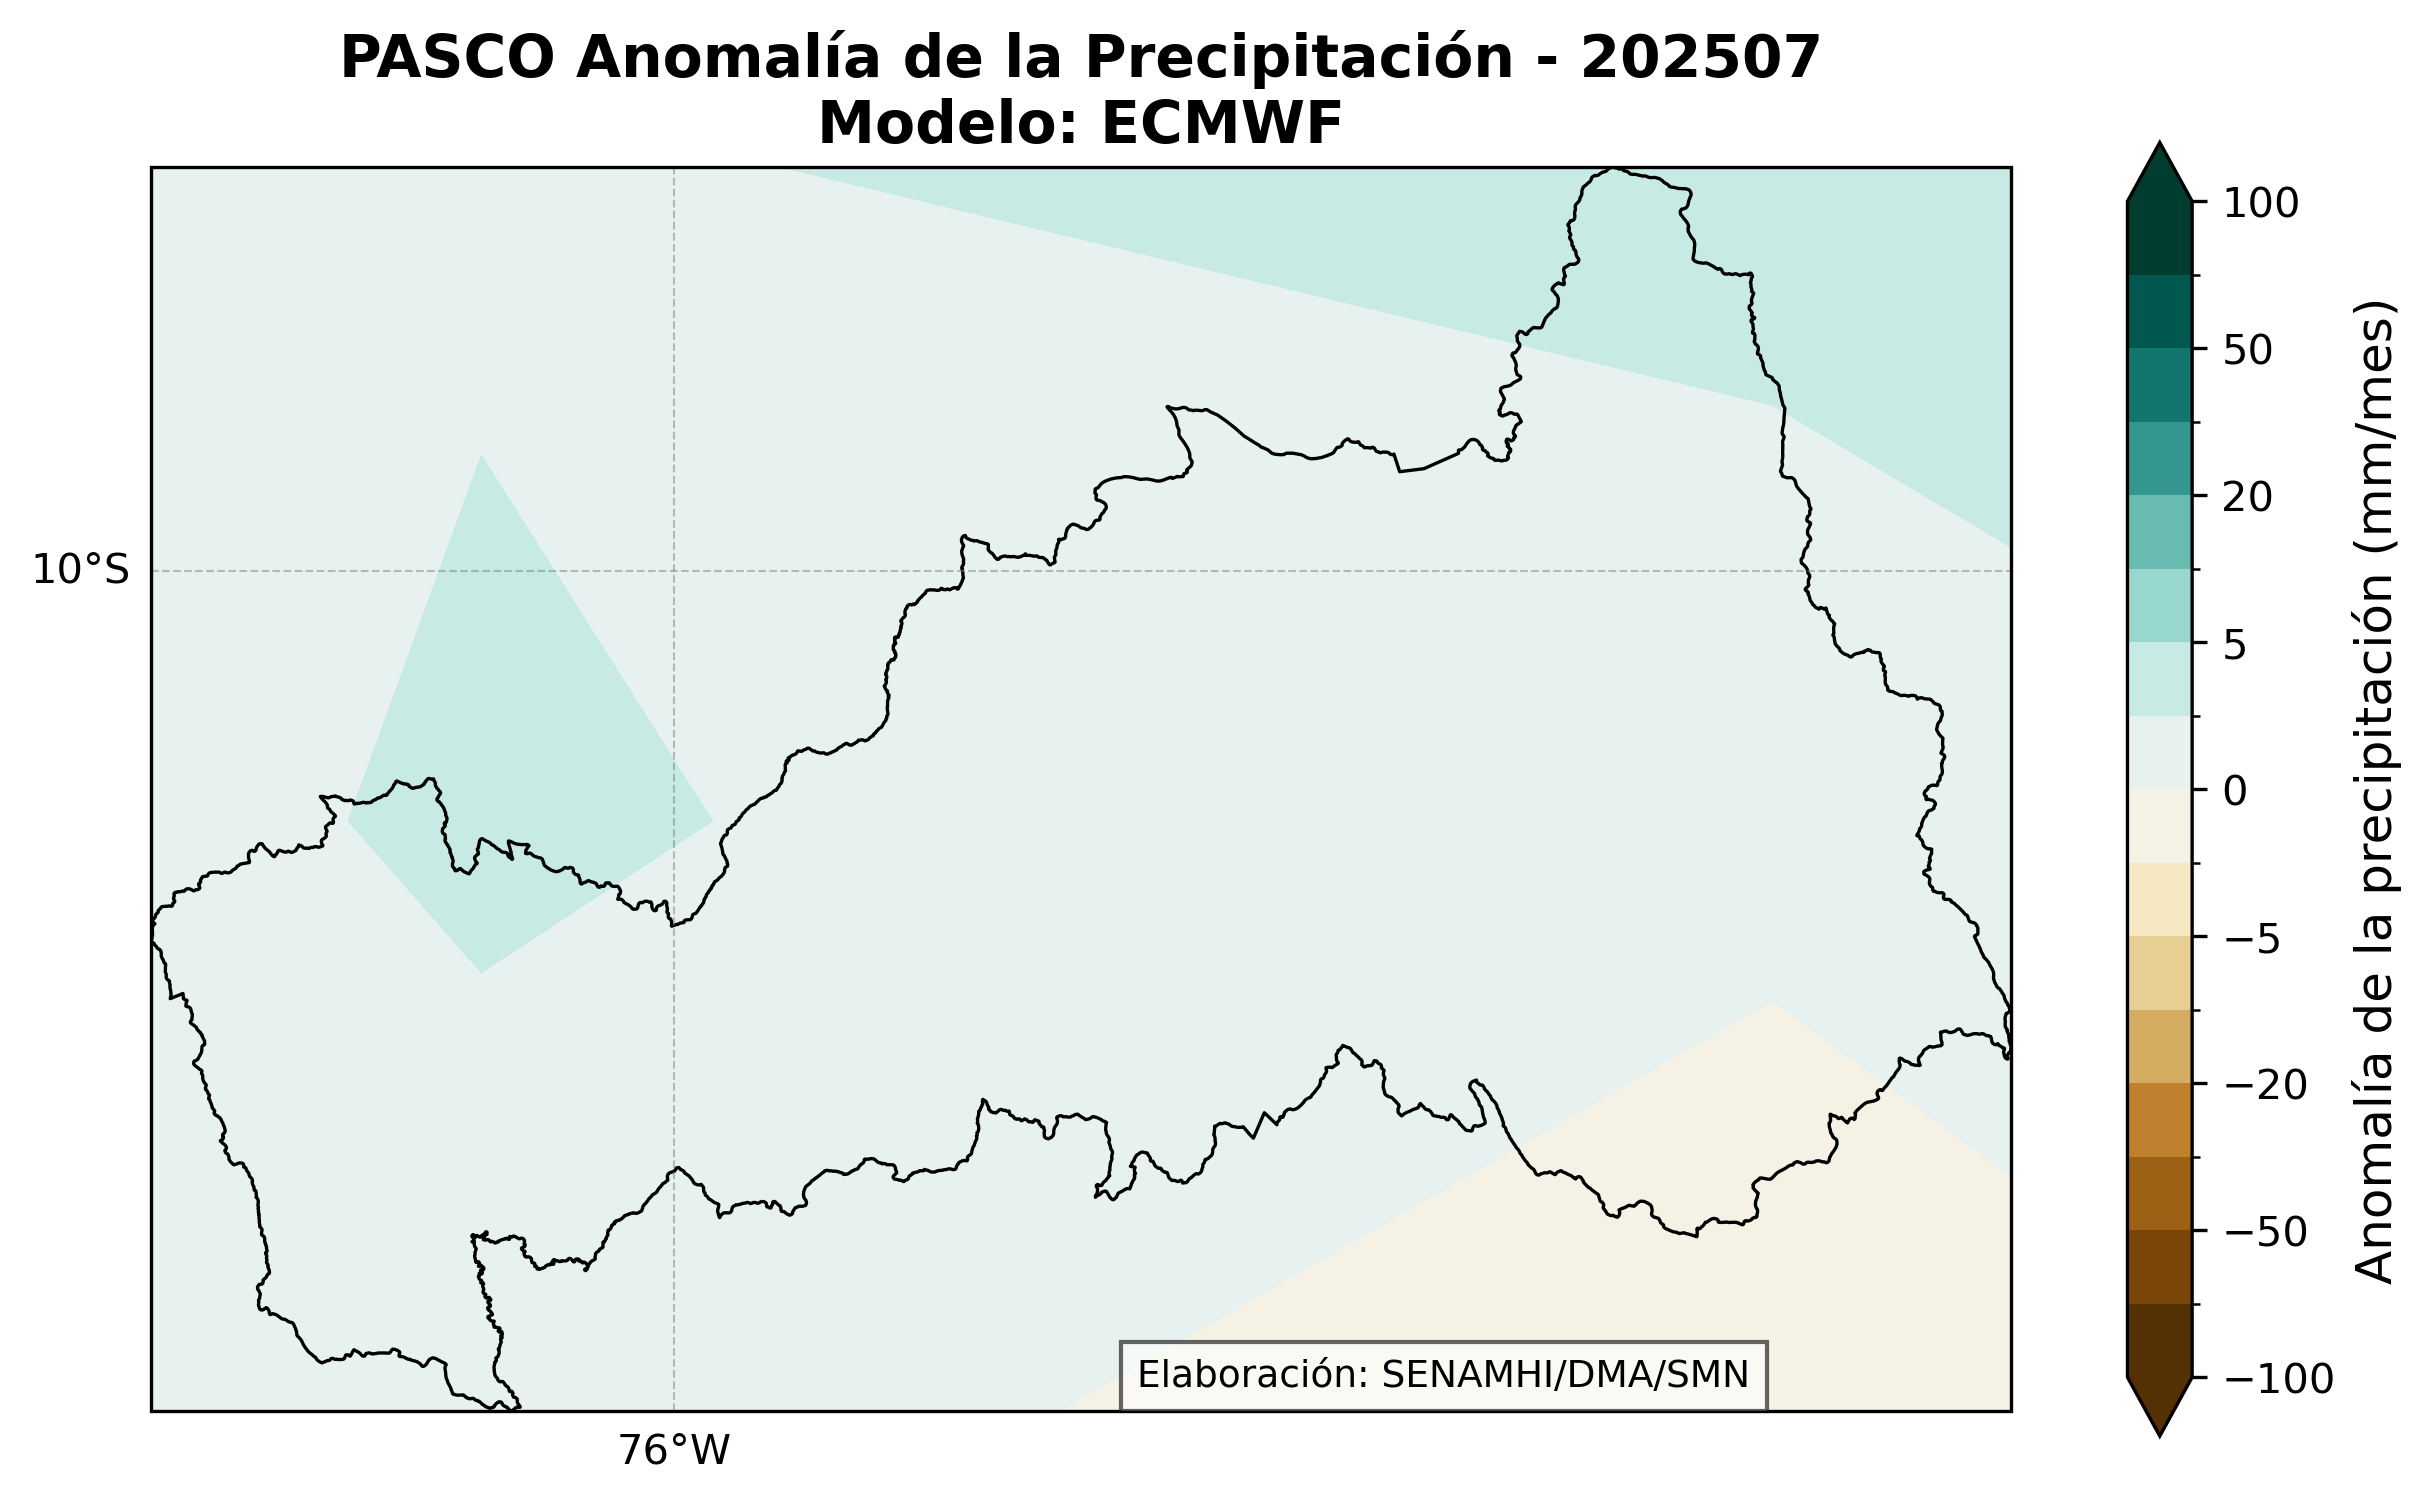 PASCO Anomalía de la Precipitación - 202507
Modelo: ECMWF
100
50
20
5
0
−5
−20
−50
−100
Anomalía de la precipitación (mm/mes)
10°S
76°W
Elaboración: SENAMHI/DMA/SMN